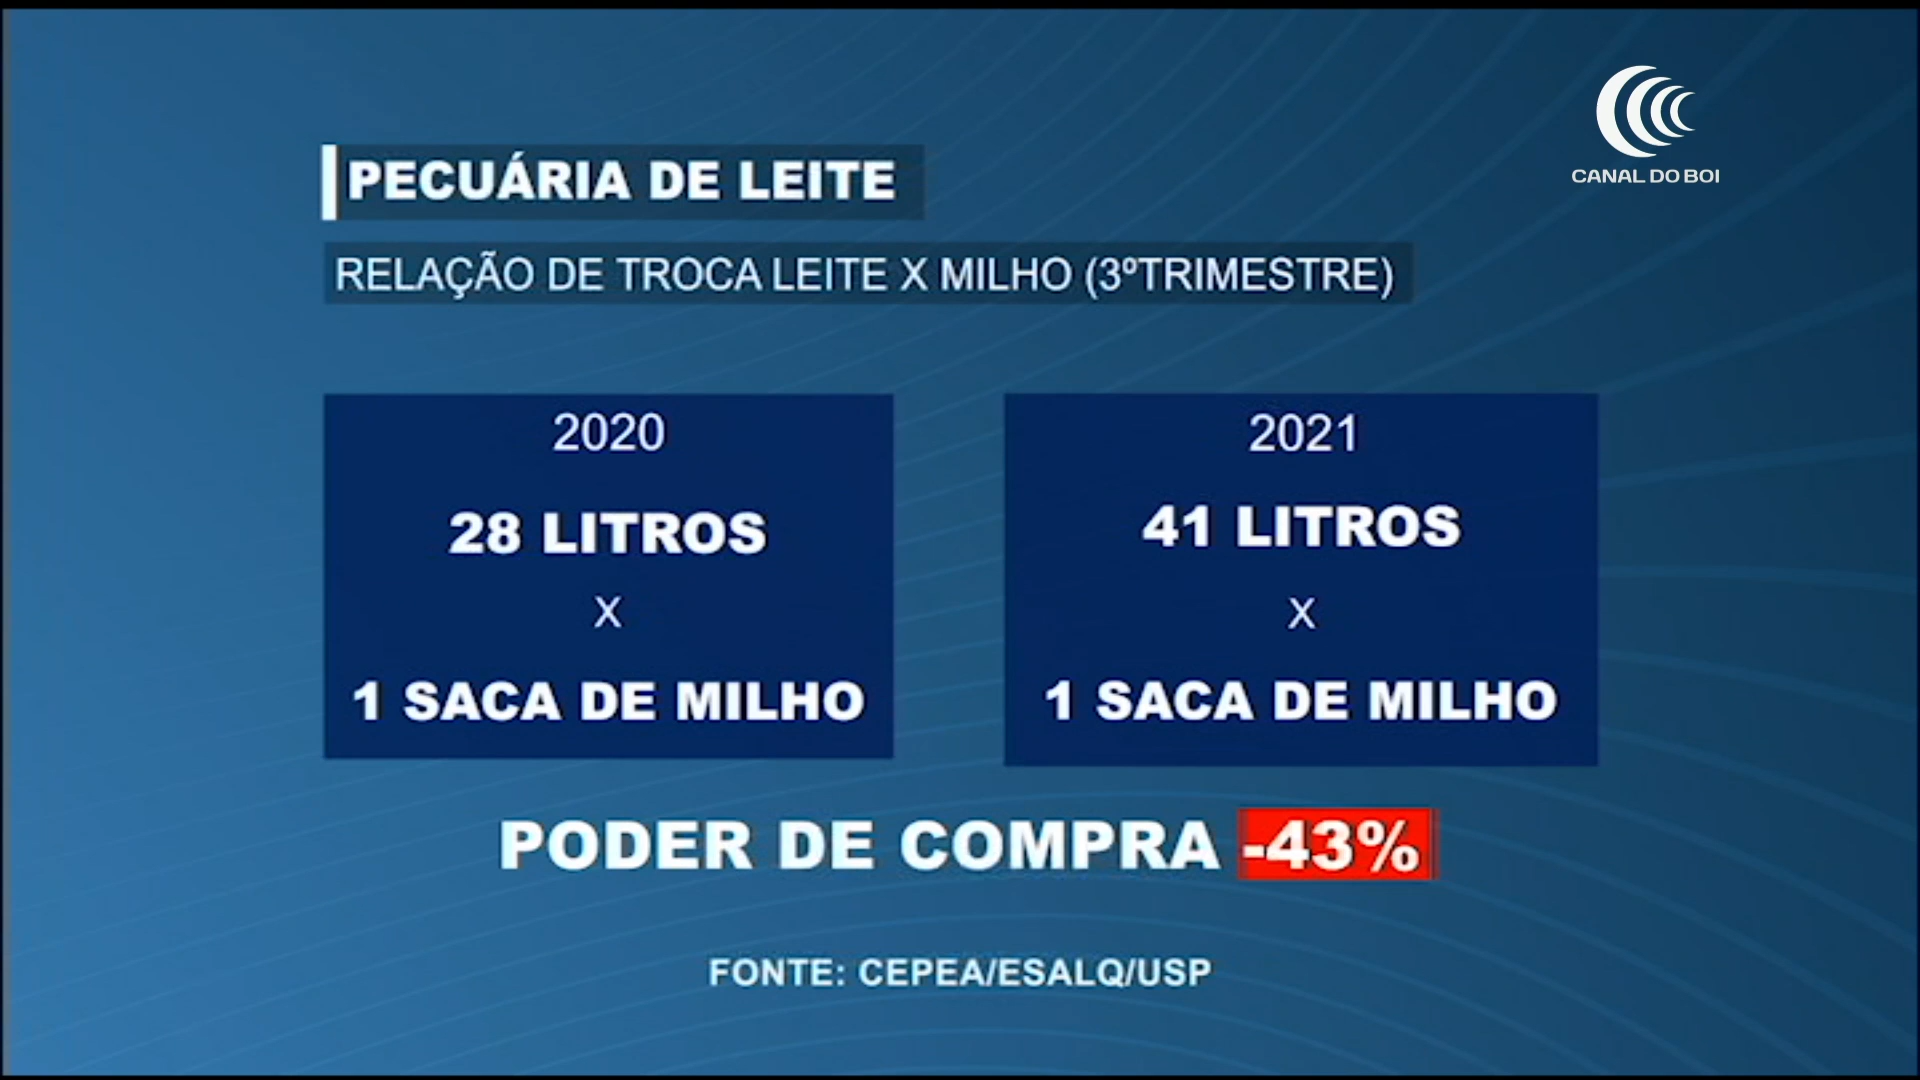 CANAL DO BOI
PECUÁRIA DE LEITE
RELAÇÃO DE TROCA LEITE X MILHO (3ºTRIMESTRE)
2020
28 LITROS
X
1 SACA DE MILHO
2021
41 LITROS
X
1 SACA DE MILHO
PODER DE COMPRA -43%
FONTE: CEPEA/ESALQ/USP